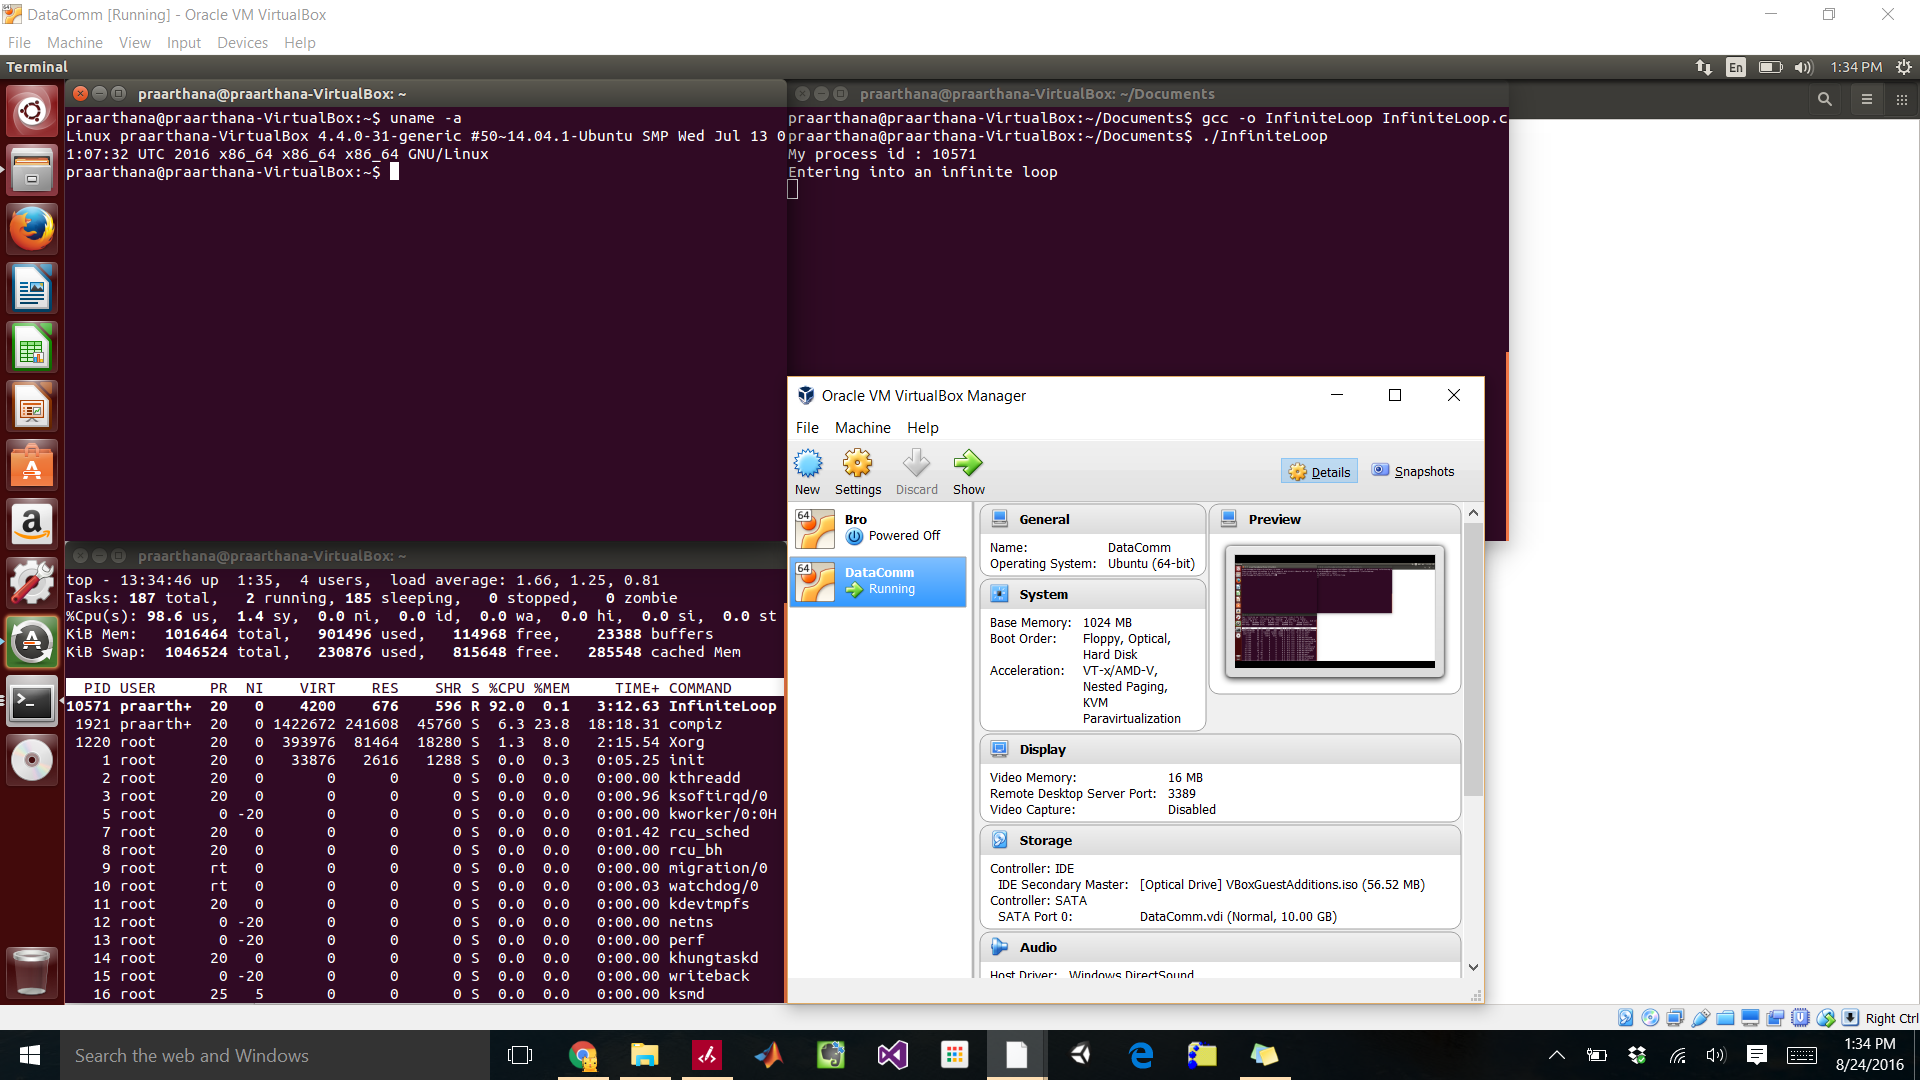 DataComm [Running] - Oracle VM VirtualBox
File Machine View Input Devices Help
Terminal
En
1:34 PM
praarthana@praarthana-VirtualBox: ~
praarthana@praarthana-VirtualBox:~$ uname -a
Linux praarthana-VirtualBox 4.4.0-31-generic #50~14.04.1-Ubuntu SMP Wed Jul 13 0
1:07:32 UTC 2016 x86_64 x86_64 x86_64 GNU/Linux
praarthana@praarthana-VirtualBox:~$
praarthana@praarthana-VirtualBox: ~/Documents
praarthana@praarthana-VirtualBox:~/Documents$ gcc -o InfiniteLoop InfiniteLoop.c
praarthana@praarthana-VirtualBox:~/Documents$ ./InfiniteLoop
My process id : 10571
Entering into an infinite loop
praarthana@praarthana-VirtualBox: ~
top - 13:34:46 up  1:35,  4 users,  load average: 1.66, 1.25, 0.81
Tasks: 187 total,   2 running, 185 sleeping,   0 stopped,   0 zombie
%Cpu(s): 98.6 us,  1.4 sy,  0.0 ni,  0.0 id,  0.0 wa,  0.0 hi,  0.0 si,  0.0 st
KiB Mem:   1016464 total,   901496 used,   114968 free,    23388 buffers
KiB Swap:  1046524 total,   230876 used,   815648 free.   285548 cached Mem
PID USER PR NI VIRT RES SHR S %CPU %MEM TIME+ COMMAND
10571 praarth+ 20 0 4200 676 596 R 92.0 0.1 3:12.63 InfiniteLoop
1921 praarth+ 20 0 1422672 241608 45760 S 6.3 23.8 18:18.31 compiz
1220 root 20 0 393976 81464 18280 S 1.3 8.0 2:15.54 Xorg
1 root 20 0 33876 2616 1288 S 0.0 0.3 0:05.25 init
2 root 20 0 0 0 0 S 0.0 0.0 0:00.00 kthreadd
3 root 20 0 0 0 0 S 0.0 0.0 0:00.96 ksoftirqd/0
5 root 0 -20 0 0 0 S 0.0 0.0 0:00.00 kworker/0:0H
7 root 20 0 0 0 0 S 0.0 0.0 0:01.42 rcu_sched
8 root 20 0 0 0 0 S 0.0 0.0 0:00.00 rcu_bh
9 root rt 0 0 0 0 S 0.0 0.0 0:00.00 migration/0
10 root rt 0 0 0 0 S 0.0 0.0 0:00.03 watchdog/0
11 root 20 0 0 0 0 S 0.0 0.0 0:00.00 kdevtmpfs
12 root 0 -20 0 0 0 S 0.0 0.0 0:00.00 netns
13 root 0 -20 0 0 0 S 0.0 0.0 0:00.00 perf
14 root 20 0 0 0 0 S 0.0 0.0 0:00.00 khungtaskd
15 root 0 -20 0 0 0 S 0.0 0.0 0:00.00 writeback
16 root 25 5 0 0 0 S 0.0 0.0 0:00.00 ksmd
Oracle VM VirtualBox Manager
File Machine Help
New Settings Discard Show
Details Snapshots
64 Bro
Powered Off
64 DataComm
Running
General
Name: DataComm
Operating System: Ubuntu (64-bit)
Preview
System
Base Memory: 1024 MB
Boot Order: Floppy, Optical,
Hard Disk
Acceleration: VT-x/AMD-V,
Nested Paging,
KVM
Paravirtualization
Display
Video Memory: 16 MB
Remote Desktop Server Port: 3389
Video Capture: Disabled
Storage
Controller: IDE
IDE Secondary Master: [Optical Drive] VBoxGuestAdditions.iso (56.52 MB)
Controller: SATA
SATA Port 0: DataComm.vdi (Normal, 10.00 GB)
Audio
Host Driver: Windows DirectSound
Right Ctrl
Search the web and Windows
1:34 PM
8/24/2016